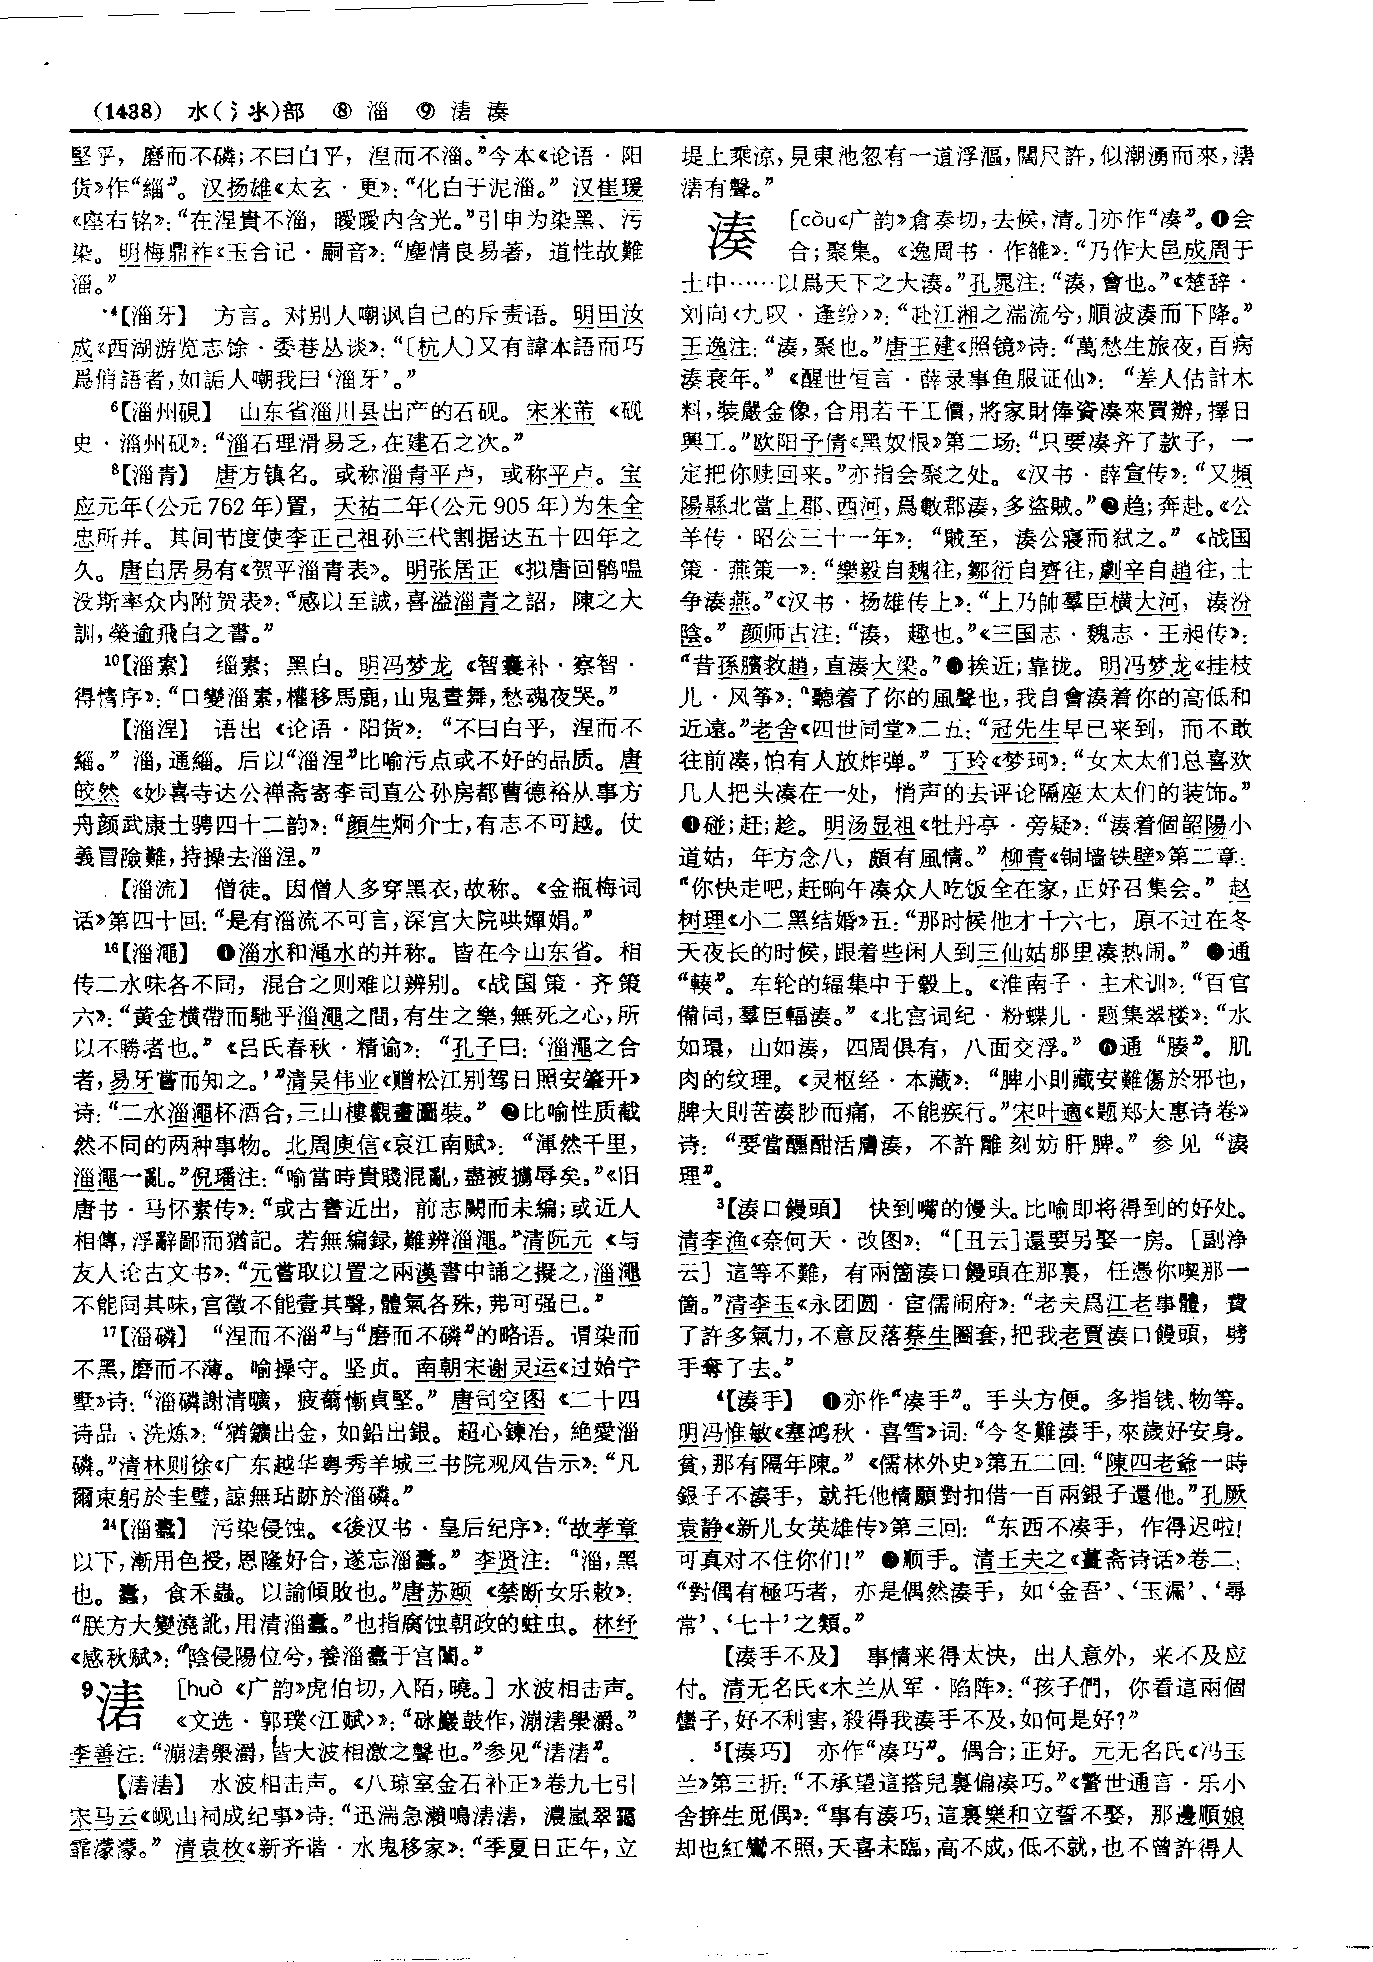 (1438) 水(氵氺)部 ⑧ 淄 ⑨ 湱 湊
堅乎，磨而不磷；不曰白乎，涅而不淄。”今本《论语·阳
货》作“緇”。汉扬雄《太玄·更》：“化白于泥淄。”汉崔瑗
《座右铭》：“在涅貴不淄，曖曖内含光。”引申为染黑、污
染。明梅鼎祚《玉合记·嗣音》：“塵情良易著，道性故難
淄。”
⁴【淄牙】 方言。对别人嘲讽自己的斥责语。明田汝
成《西湖游览志馀·委巷丛谈》：“〔杭人〕又有諱本語而巧
爲俏語者，如詬人嘲我曰‘淄牙’。”
⁶【淄州硯】 山东省淄川县出产的石砚。宋米芾《砚
史·淄州砚》：“淄石理滑易乏，在建石之次。”
⁸【淄青】 唐方镇名。或称淄青平卢，或称平卢。宝
应元年(公元762年)置，天祐二年(公元905年)为朱全
忠所并。其间节度使李正己祖孙三代割据达五十四年之
久。唐白居易有《贺平淄青表》。明张居正《拟唐回鹘嗢
没斯率众内附贺表》：“感以至誠，喜溢淄青之詔，陳之大
訓，榮逾飛白之書。”
¹⁰【淄素】 缁素；黑白。明冯梦龙《智囊补·察智·
得情序》：“口變淄素，權移馬鹿，山鬼晝舞，愁魂夜哭。”
【淄涅】 语出《论语·阳货》：“不曰白乎，涅而不
緇。”淄，通緇。后以“淄涅”比喻污点或不好的品质。唐
皎然《妙喜寺达公禅斋寄李司直公孙房都曹德裕从事方
舟颜武康士骋四十二韵》：“顔生炯介士，有志不可越。仗
義冒險難，持操去淄涅。”
【淄流】 僧徒。因僧人多穿黑衣，故称。《金瓶梅词
话》第四十回：“是有淄流不可言，深宫大院哄嬋娟。”
¹⁶【淄澠】 ❶淄水和渑水的并称。皆在今山东省。相
传二水味各不同，混合之则难以辨别。《战国策·齐策
六》：“黄金横帶而馳乎淄澠之間，有生之樂，無死之心，所
以不勝者也。”《吕氏春秋·精谕》：“孔子曰：‘淄澠之合
者，易牙嘗而知之。’”清吴伟业《赠松江别驾日照安肇开》
诗：“二水淄澠杯酒合，三山樓觀畫圖裝。”❷比喻性质截
然不同的两种事物。北周庾信《哀江南赋》：“渾然千里，
淄澠一亂。”倪璠注：“喻當時貴賤混亂，盡被擄辱矣。”《旧
唐书·马怀素传》：“或古書近出，前志闕而未編；或近人
相傳，浮辭鄙而猶記。若無編録，難辨淄澠。”清阮元《与
友人论古文书》：“元嘗取以置之兩漢書中誦之擬之，淄澠
不能同其味，宫徵不能壹其聲，體氣各殊，弗可强已。”
¹⁷【淄磷】 “涅而不淄”与“磨而不磷”的略语。谓染而
不黑，磨而不薄。喻操守。坚贞。南朝宋谢灵运《过始宁
墅》诗：“淄磷謝清曠，疲薾慚貞堅。”唐司空图《二十四
诗品·洗炼》：“猶鑛出金，如鉛出銀。超心鍊冶，絶愛淄
磷。”清林则徐《广东越华粤秀羊城三书院观风告示》：“凡
爾束躬於圭璧，諒無玷跡於淄磷。”
²⁴【淄蠹】 污染侵蚀。《後汉书·皇后纪序》：“故孝章
以下，漸用色授，恩隆好合，遂忘淄蠹。”李贤注：“淄，黑
也。蠹，食禾蟲。以諭傾敗也。”唐苏颋《禁断女乐敕》：
“朕方大變澆訛，用清淄蠹。”也指腐蚀朝政的蛀虫。林纾
《感秋赋》：“陰侵陽位兮，養淄蠹于宫闈。”
9湱 [huò《广韵》虎伯切，入陌，曉。]水波相击声。
《文选·郭璞〈江赋〉》：“砯巖鼓作，漰湱澩灂。”
李善注：“漰湱澩灂，皆大波相激之聲也。”参见“湱湱”。
【湱湱】 水波相击声。《八琼室金石补正》卷九七引
宋马云《岘山祠成纪事》诗：“迅湍急瀨鳴湱湱，濃嵐翠靄
霏濛濛。”清袁枚《新齐谐·水鬼移家》：“季夏日正午，立
堤上乘涼，見東池忽有一道浮漚，闊尺許，似潮湧而來，湱
湱有聲。”
湊 [còu《广韵》倉奏切，去候，清。]亦作“凑”。❶会
合；聚集。《逸周书·作雒》：“乃作大邑成周于
土中……以爲天下之大湊。”孔晁注：“湊，會也。”《楚辞·
刘向〈九叹·逢纷〉》：“赴江湘之湍流兮，順波湊而下降。”
王逸注：“湊，聚也。”唐王建《照镜》诗：“萬愁生旅夜，百病
湊衰年。”《醒世恒言·薛录事鱼服证仙》：“差人估計木
料，裝嚴金像，合用若干工價，將家財俸資湊來買辦，擇日
興工。”欧阳予倩《黑奴恨》第二场：“只要凑齐了款子，一
定把你赎回来。”亦指会聚之处。《汉书·薛宣传》：“又頻
陽縣北當上郡、西河，爲數郡湊，多盗賊。”❷趋；奔赴。《公
羊传·昭公三十一年》：“賊至，湊公寢而弒之。”《战国
策·燕策一》：“樂毅自魏往，鄒衍自齊往，劇辛自趙往，士
争湊燕。”《汉书·扬雄传上》：“上乃帥羣臣横大河，湊汾
陰。”颜师古注：“湊，趣也。”《三国志·魏志·王昶传》：
“昔孫臏救趙，直湊大梁。”❸挨近；靠拢。明冯梦龙《挂枝
儿·风筝》：“聽着了你的風聲也，我自會湊着你的高低和
近遠。”老舍《四世同堂》二五：“冠先生早已来到，而不敢
往前凑，怕有人放炸弹。”丁玲《梦珂》：“女太太们总喜欢
几人把头凑在一处，悄声的去评论隔座太太们的装饰。”
❹碰；赶；趁。明汤显祖《牡丹亭·旁疑》：“湊着個韶陽小
道姑，年方念八，頗有風情。”柳青《铜墙铁壁》第二章：
“你快走吧，赶晌午凑众人吃饭全在家，正好召集会。”赵
树理《小二黑结婚》五：“那时候他才十六七，原不过在冬
天夜长的时候，跟着些闲人到三仙姑那里凑热闹。”❺通
“輳”。车轮的辐集中于毂上。《淮南子·主术训》：“百官
備同，羣臣輻湊。”《北宫词纪·粉蝶儿·题集翠楼》：“水
如環，山如湊，四周俱有，八面交浮。”❻通“腠”。肌
肉的纹理。《灵枢经·本藏》：“脾小則藏安難傷於邪也，
脾大則苦湊䏚而痛，不能疾行。”宋叶適《题郑大惠诗卷》
诗：“要當醺酣活膚湊，不許雕刻妨肝脾。”参见“湊
理”。
³【湊口饅頭】 快到嘴的馒头。比喻即将得到的好处。
清李渔《奈何天·改图》：“[丑云]還要另娶一房。[副净
云]這等不難，有兩箇湊口饅頭在那裏，任憑你喫那一
箇。”清李玉《永团圆·宦儒闹府》：“老夫爲江老事體，費
了許多氣力，不意反落蔡生圈套，把我老賈湊口饅頭，劈
手奪了去。”
⁴【湊手】 ❶亦作“凑手”。手头方便。多指钱、物等。
明冯惟敏《塞鸿秋·喜雪》词：“今冬難湊手，來歲好安身。
貧，那有隔年陳。”《儒林外史》第五二回：“陳四老爺一時
銀子不湊手，就托他情願對扣借一百兩銀子還他。”孔厥
袁静《新儿女英雄传》第三回：“东西不凑手，作得迟啦！
可真对不住你们！”❷顺手。清王夫之《薑斋诗话》卷二：
“對偶有極巧者，亦是偶然湊手，如‘金吾’、‘玉漏’、‘尋
常’、‘七十’之類。”
【湊手不及】 事情来得太快，出人意外，来不及应
付。清无名氏《木兰从军·陷阵》：“孩子們，你看這兩個
蠻子，好不利害，殺得我湊手不及，如何是好？”
⁵【湊巧】 亦作“凑巧”。偶合；正好。元无名氏《冯玉
兰》第三折：“不承望這搭兒裏偏凑巧。”《警世通言·乐小
舍拚生觅偶》：“事有湊巧，這裏樂和立誓不娶，那邊順娘
却也紅鸞不照，天喜未臨，高不成，低不就，也不曾許得人